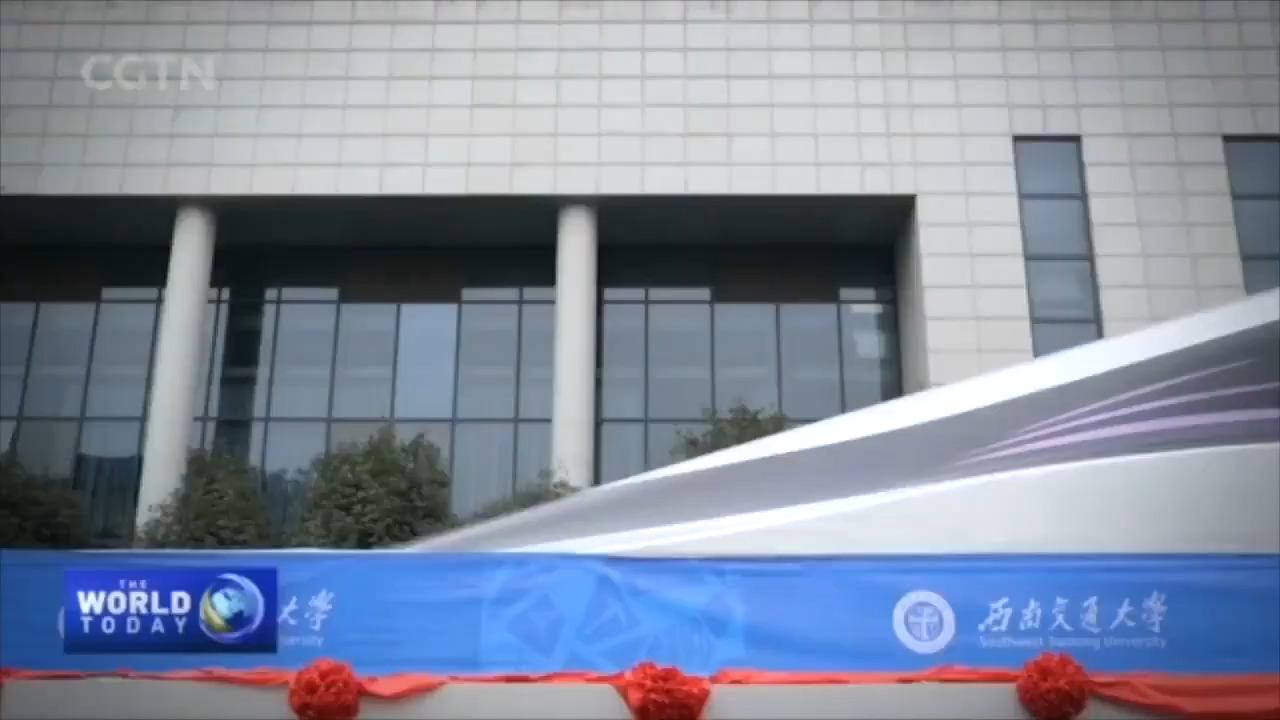 CGTN
THE
WORLD
TODAY
大学
西南交通大学
Southwest Jiaotong University